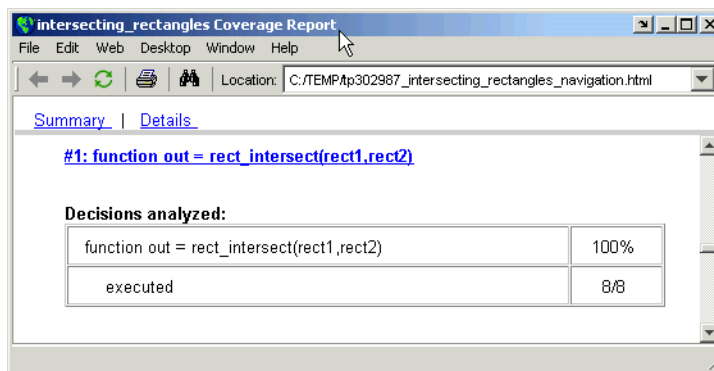 intersecting_rectangles Coverage Report
File Edit Web Desktop Window Help
Location: C:/TEMP/tp302987_intersecting_rectangles_navigation.html
Summary | Details
#1: function out = rect_intersect(rect1,rect2)
Decisions analyzed:
function out = rect_intersect(rect1,rect2) 100%
executed 8/8